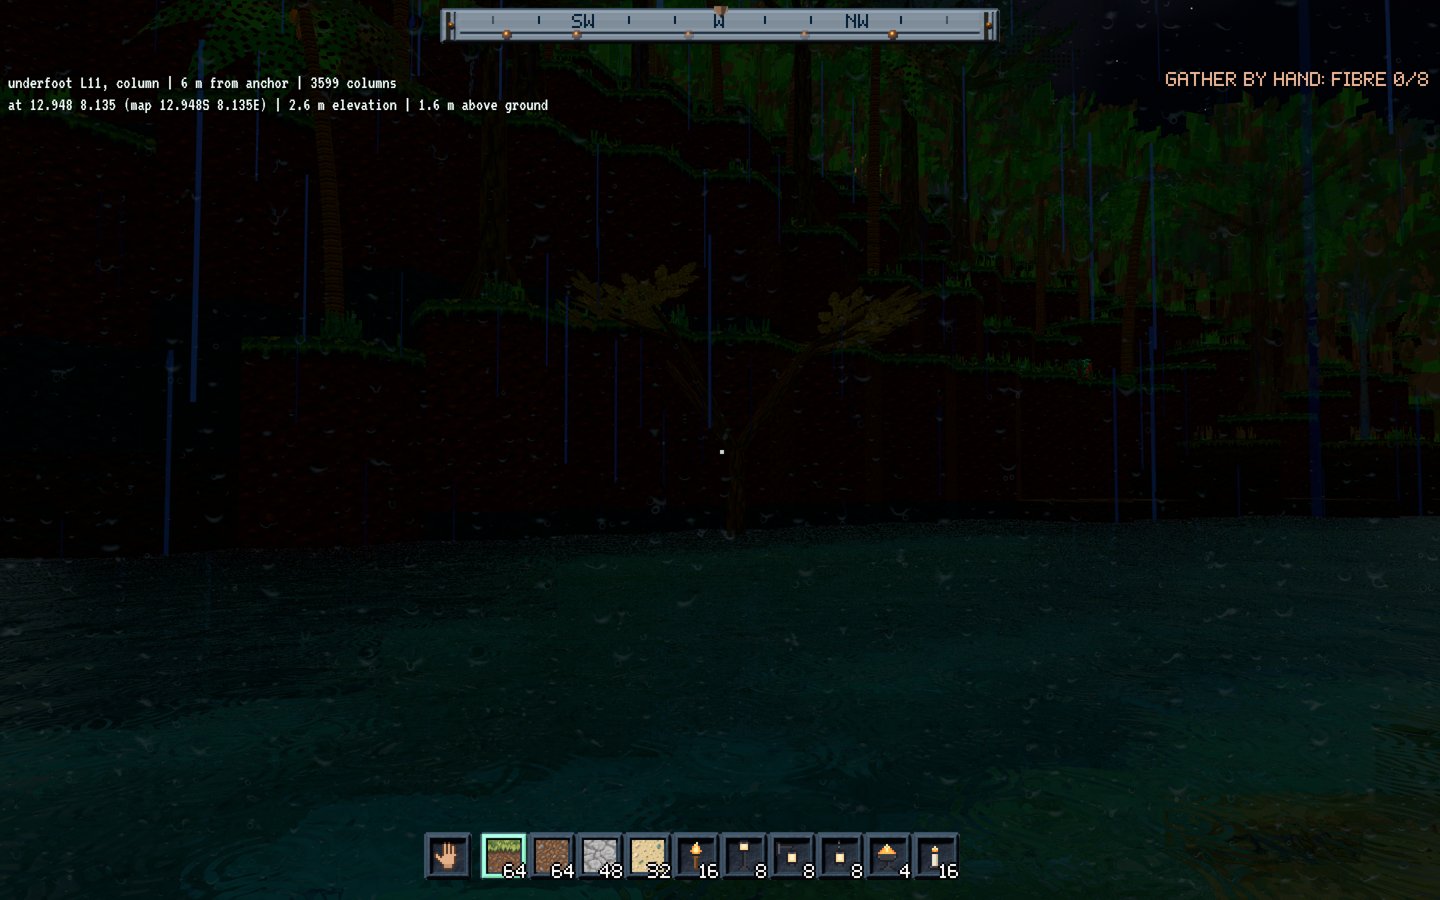 SW W NW
underfoot L11, column | 6 m from anchor | 3599 columns
at 12.948 8.135 (map 12.948S 8.135E) | 2.6 m elevation | 1.6 m above ground
GATHER BY HAND: FIBRE 0/8
64 64 48 32 16 8 8 8 4 16